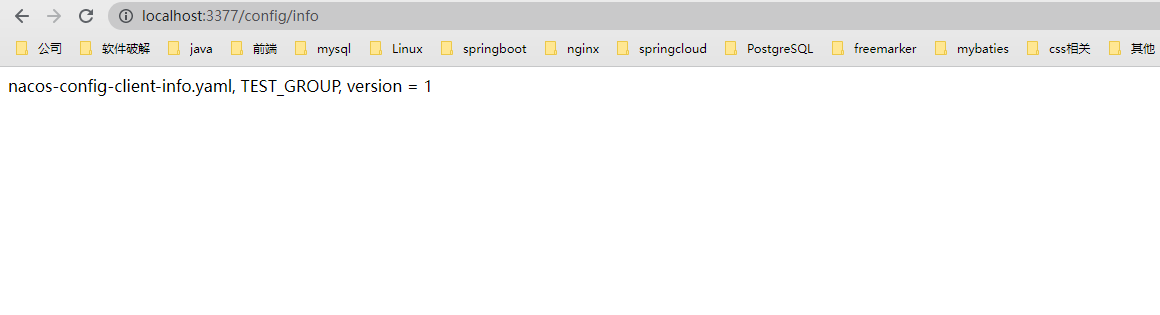 localhost:3377/config/info
公司 软件破解 java 前端 mysql Linux springboot nginx springcloud PostgreSQL freemarker mybaties css相关 其他
nacos-config-client-info.yaml, TEST_GROUP, version = 1